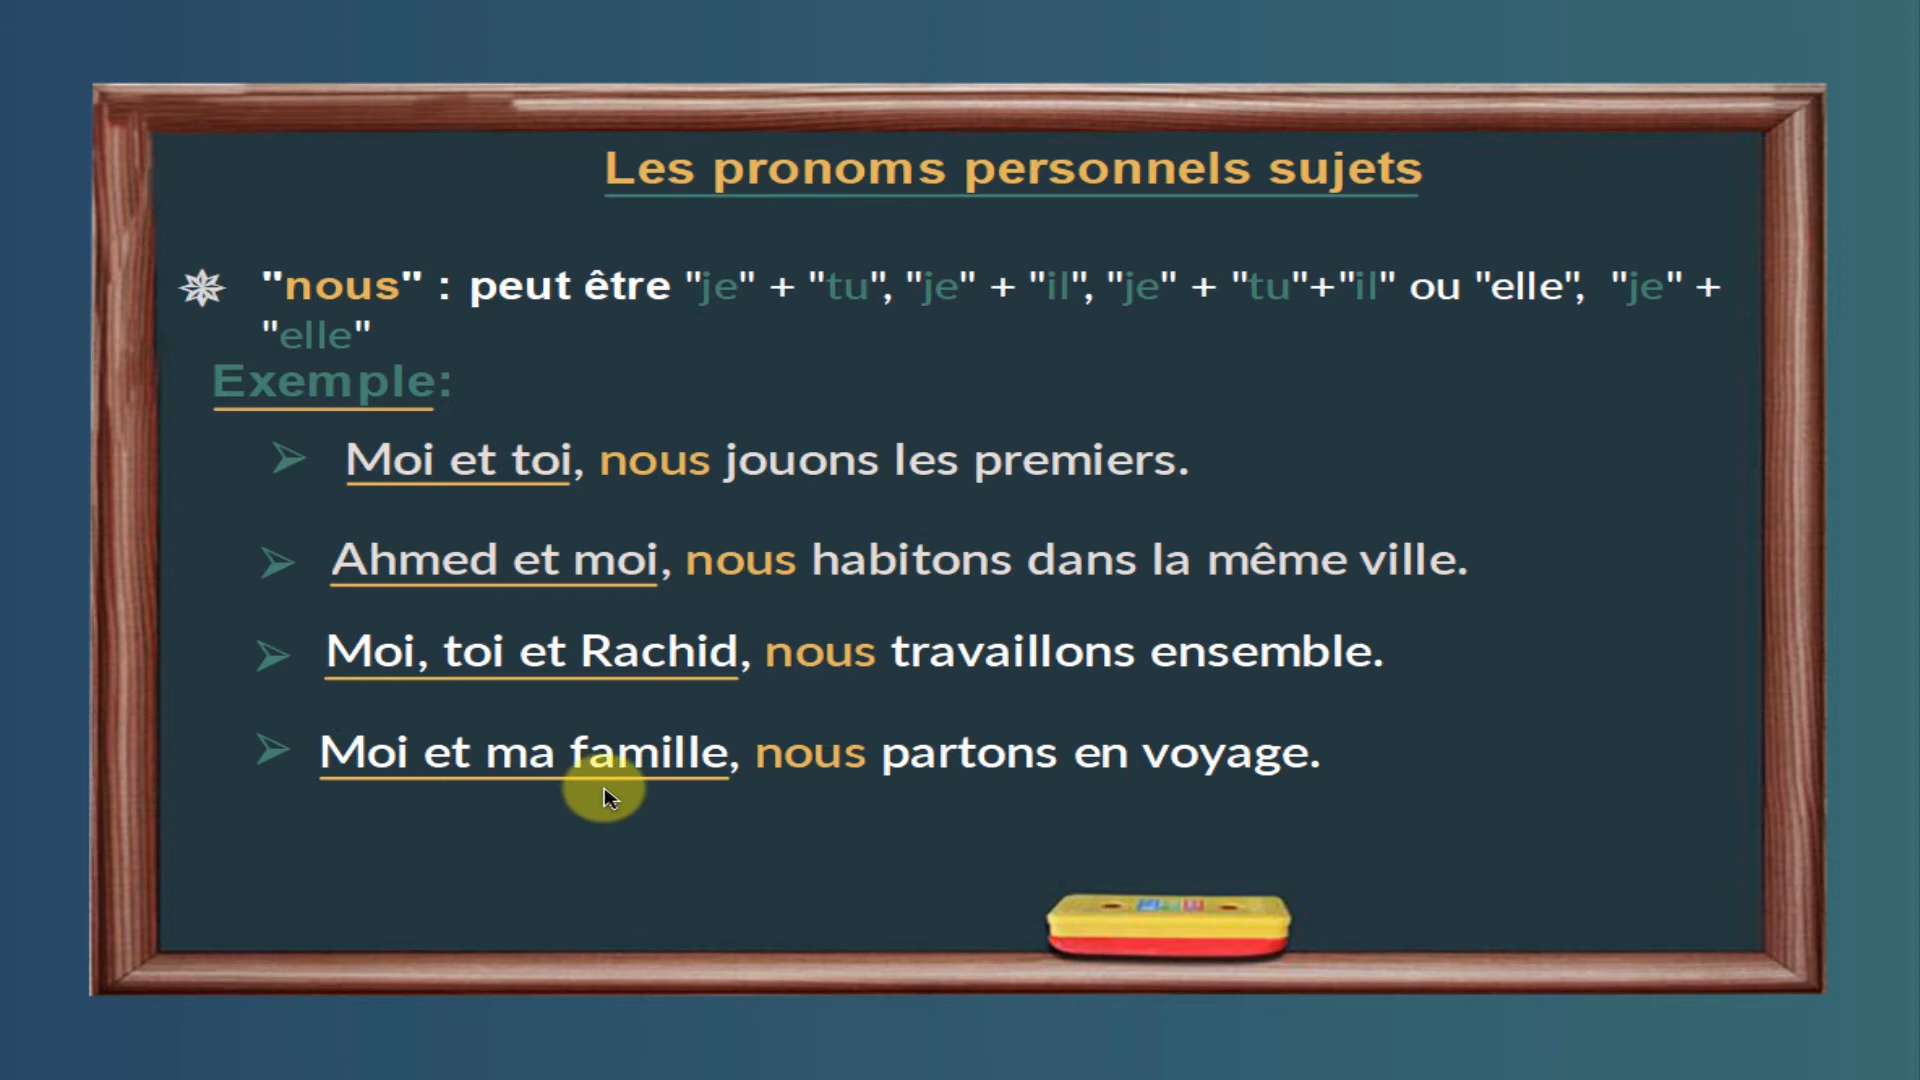 Les pronoms personnels sujets
"nous" : peut être "je" + "tu", "je" + "il", "je" + "tu"+"il" ou "elle", "je" +
"elle"
Exemple:
Moi et toi, nous jouons les premiers.
Ahmed et moi, nous habitons dans la même ville.
Moi, toi et Rachid, nous travaillons ensemble.
Moi et ma famille, nous partons en voyage.